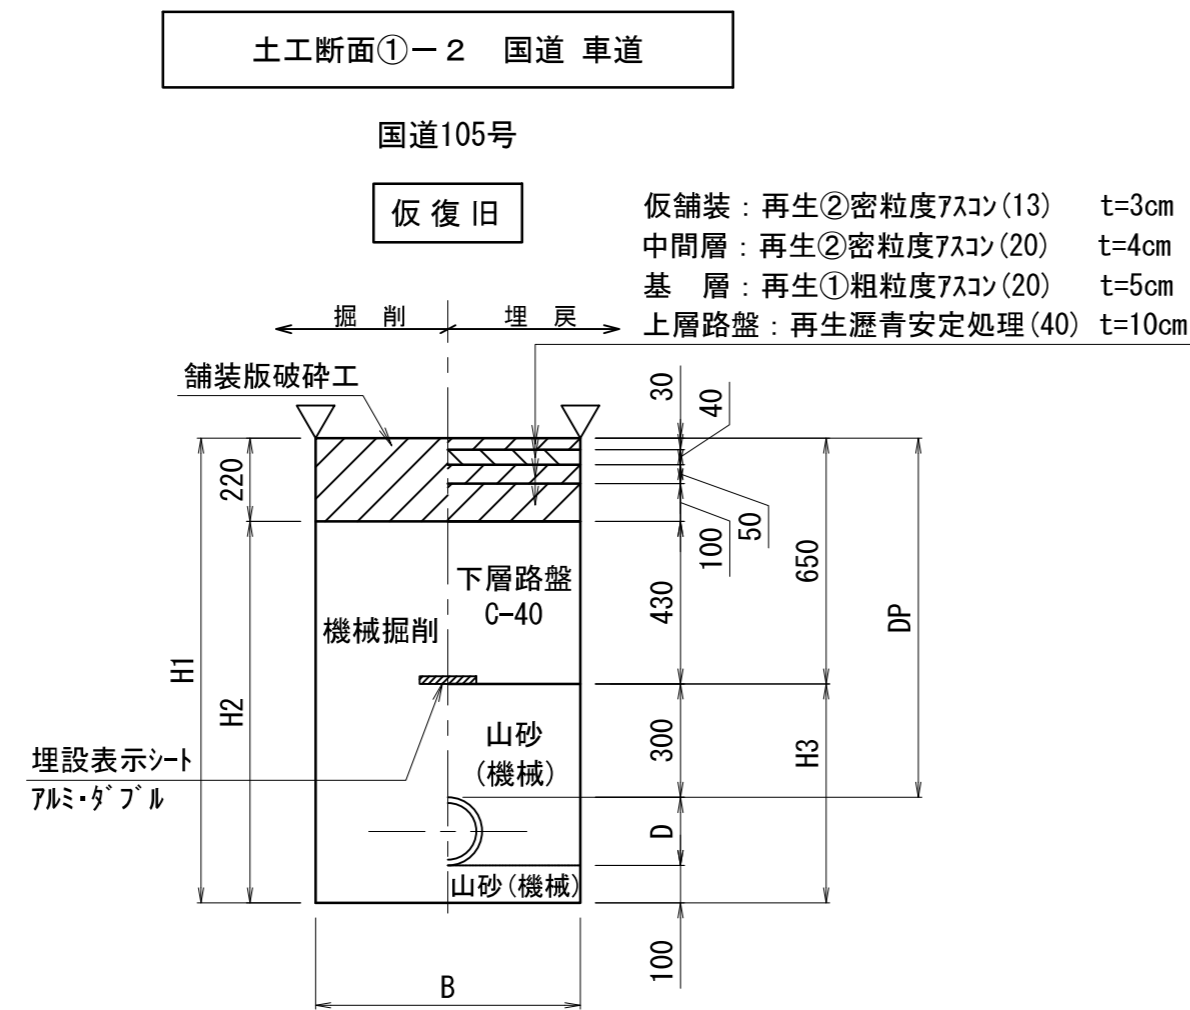 土工断面①－２　国道 車道
国道105号
仮復旧
仮舗装：再生②密粒度ｱｽｺﾝ(13)　t=3cm
中間層：再生②密粒度ｱｽｺﾝ(20)　t=4cm
基　層：再生①粗粒度ｱｽｺﾝ(20)　t=5cm
上層路盤：再生瀝青安定処理(40) t=10cm
掘　削
埋　戻
舗装版破砕工
30
40
220
50
100
650
下層路盤
C-40
430
DP
機械掘削
H1
H2
山砂
(機械)
300
H3
埋設表示ｼｰﾄ
ｱﾙﾐ･ﾀﾞﾌﾞﾙ
D
山砂(機械)
100
B